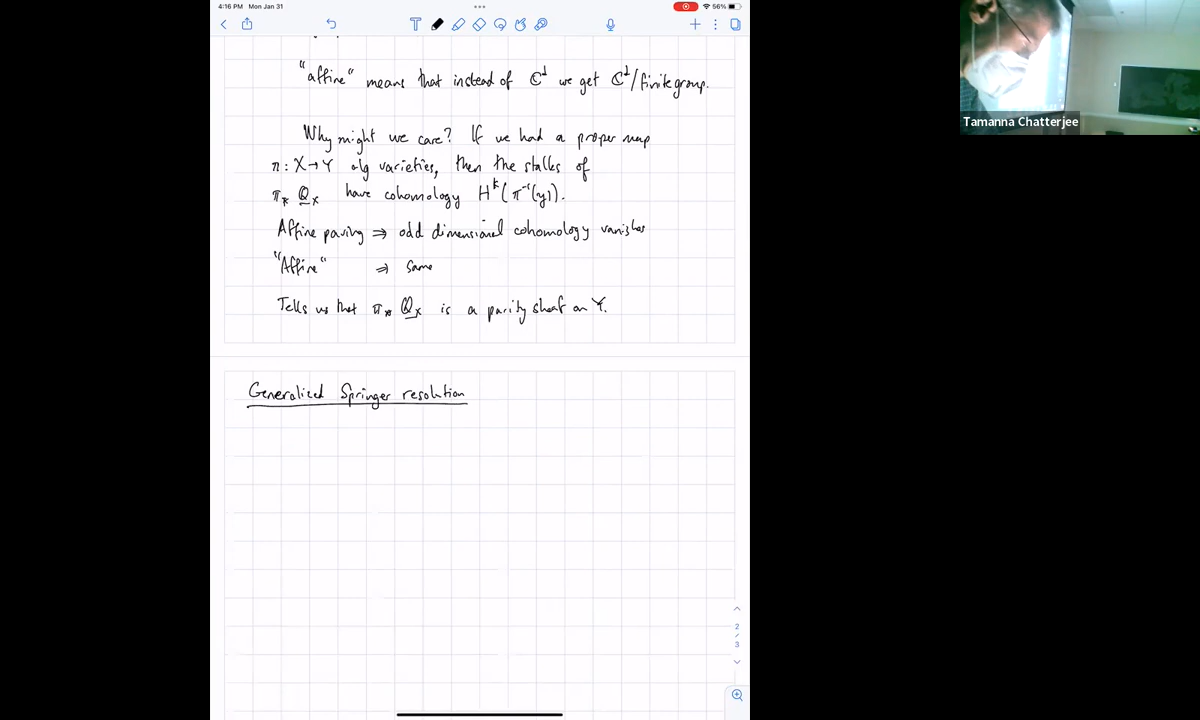 4:16 PM Mon Jan 31
56%
"affine" means that instead of ℂᵈ we get ℂᵈ/finite group.
Why might we care? If we had a proper map
π: X→Y alg varieties, then the stalks of
π_* ℚ_X have cohomology Hᵏ(π⁻¹(y)).
Affine paving ⇒ odd dimensional cohomology vanishes
"Affine" ⇒ same
Tells us that π_* ℚ_X is a parity sheaf on Y.
Generalized Springer resolution
2
/
3
Tamanna Chatterjee